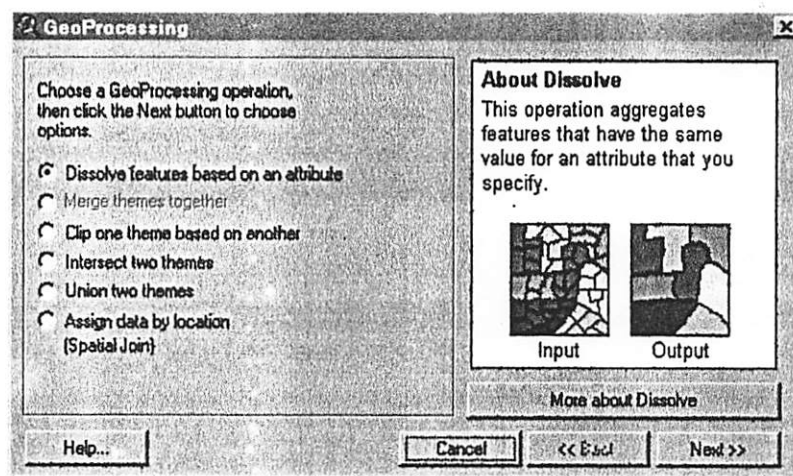 GeoProcessing
Choose a GeoProcessing operation,
then click the Next button to choose
options.
Dissolve features based on an attribute
Merge themes together
Clip one theme based on another
Intersect two themes
Union two themes
Assign data by location
(Spatial Join)
About Dissolve
This operation aggregates
features that have the same
value for an attribute that you
specify.
Input Output
More about Dissolve
Help... Cancel << Back Next >>